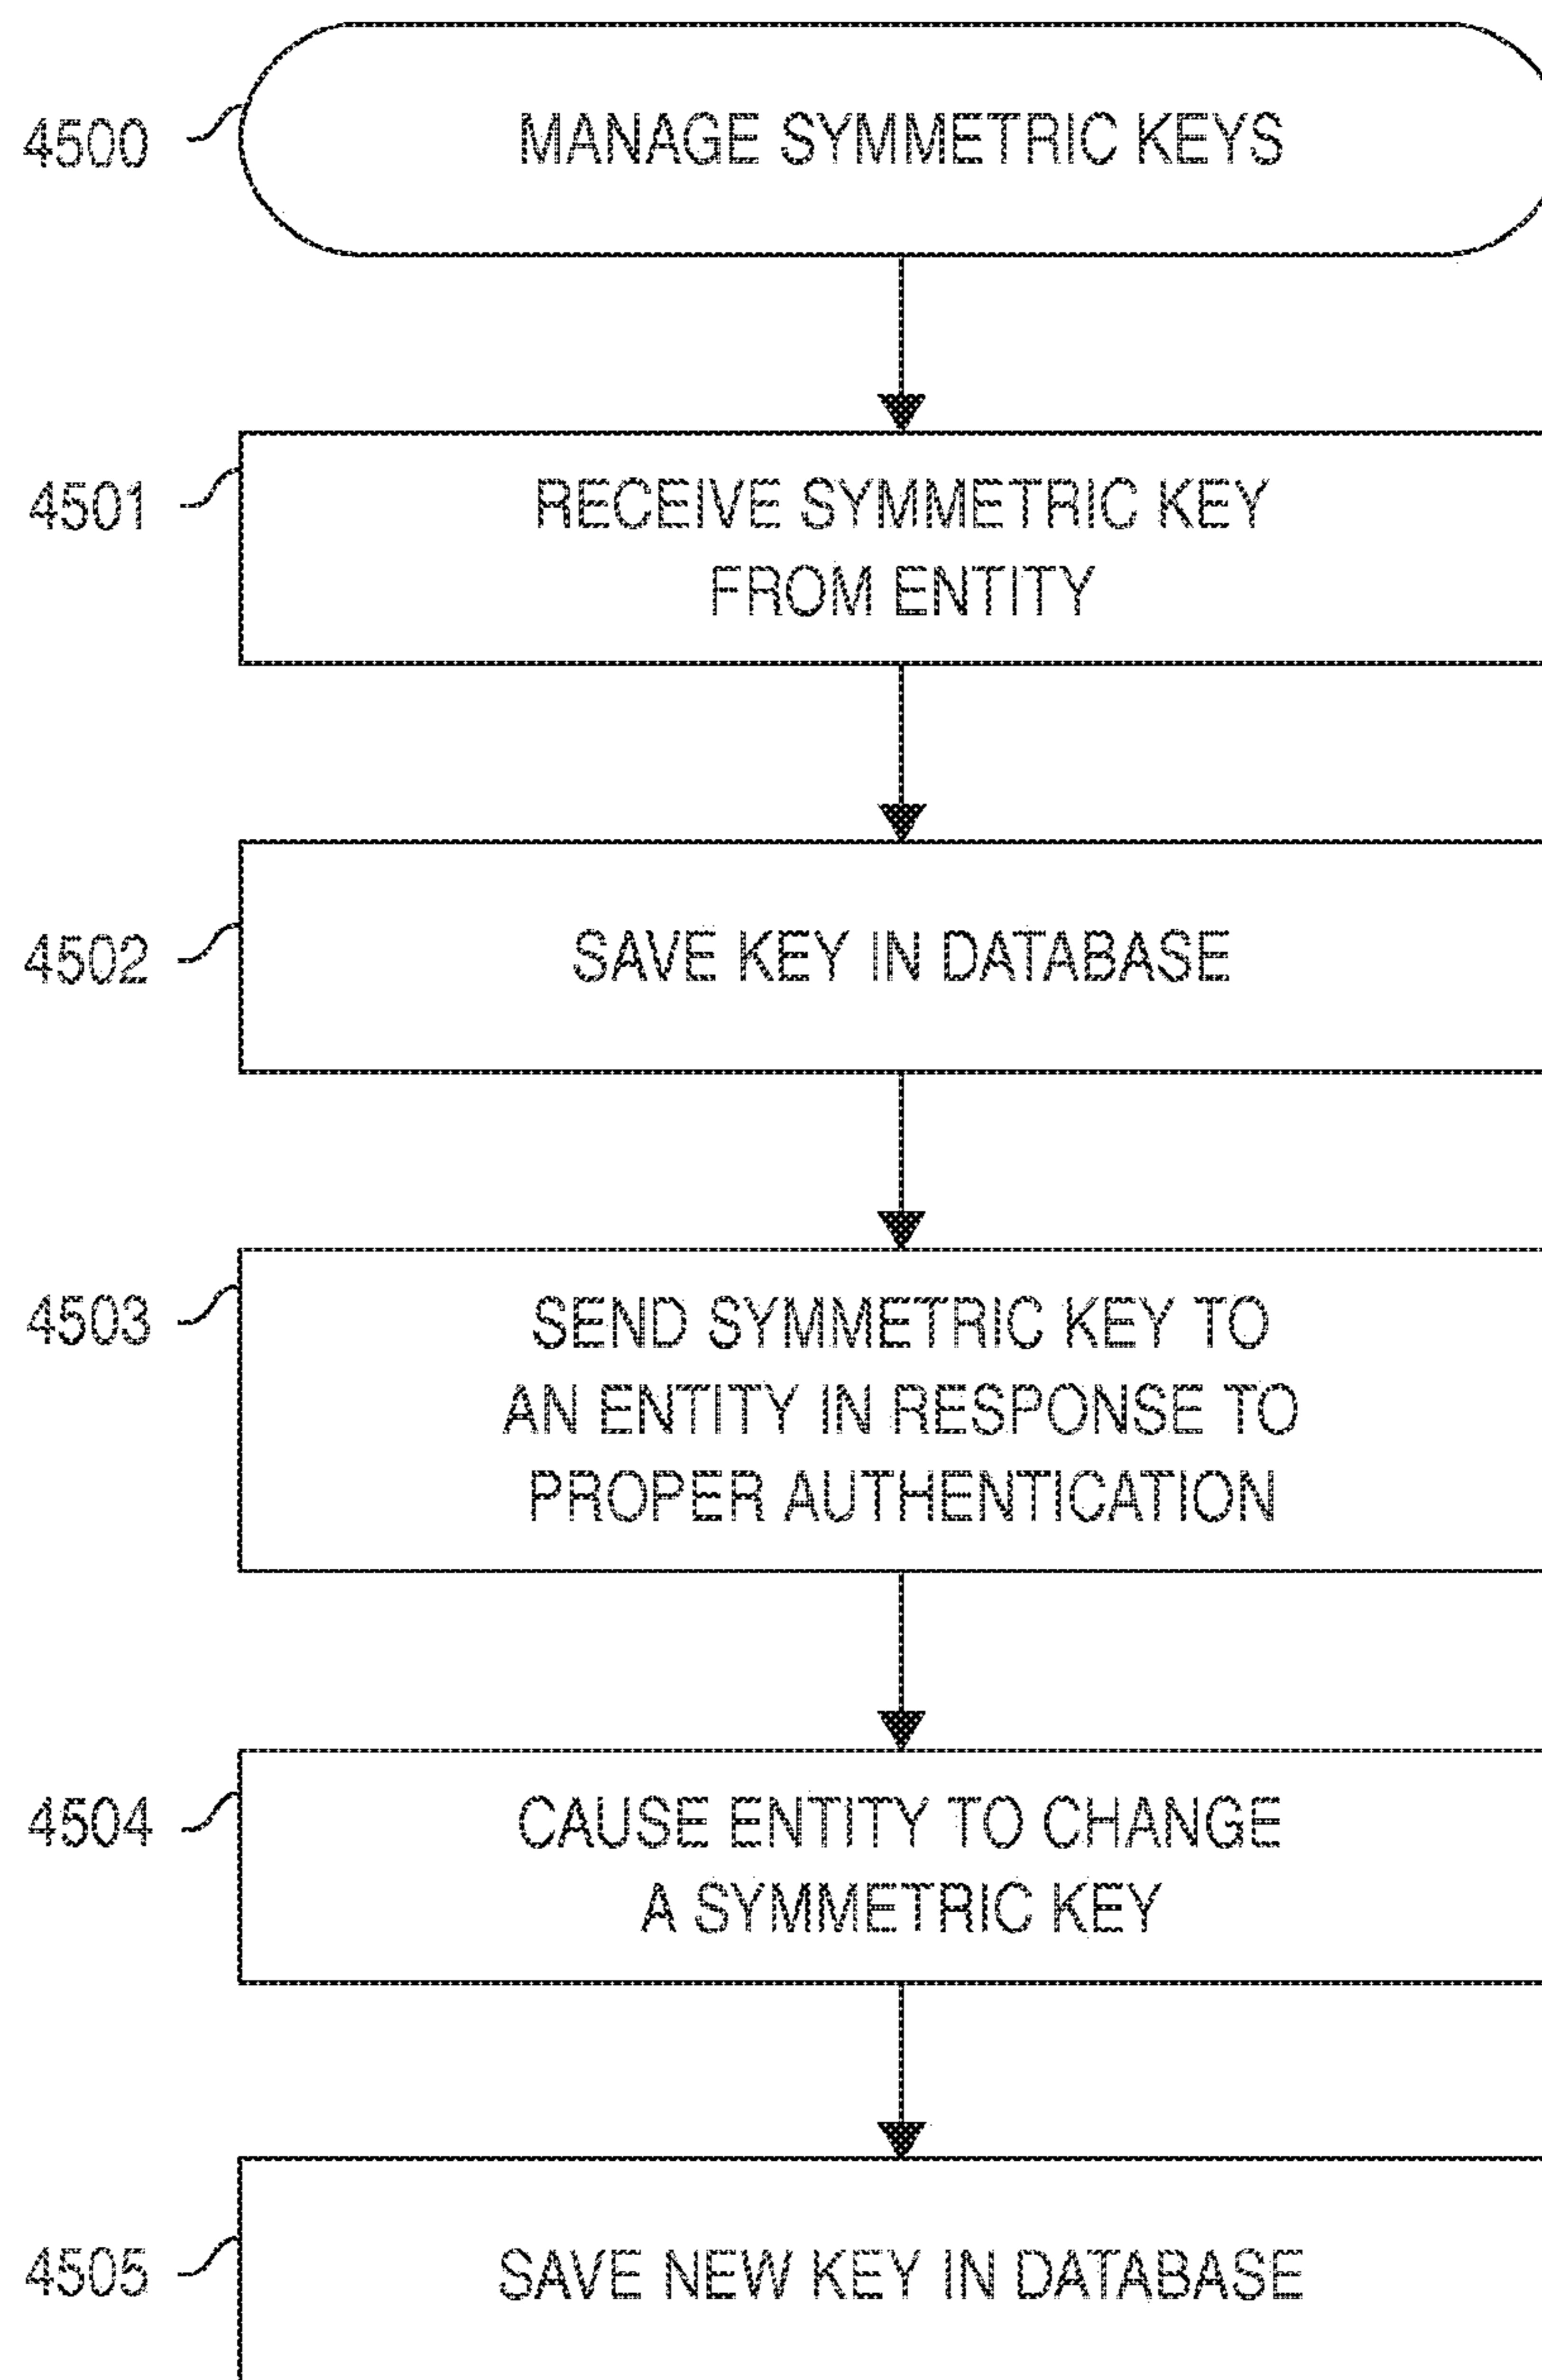 4500
MANAGE SYMMETRIC KEYS
4501
RECEIVE SYMMETRIC KEY
FROM ENTITY
4502
SAVE KEY IN DATABASE
4503
SEND SYMMETRIC KEY TO
AN ENTITY IN RESPONSE TO
PROPER AUTHENTICATION
4504
CAUSE ENTITY TO CHANGE
A SYMMETRIC KEY
4505
SAVE NEW KEY IN DATABASE